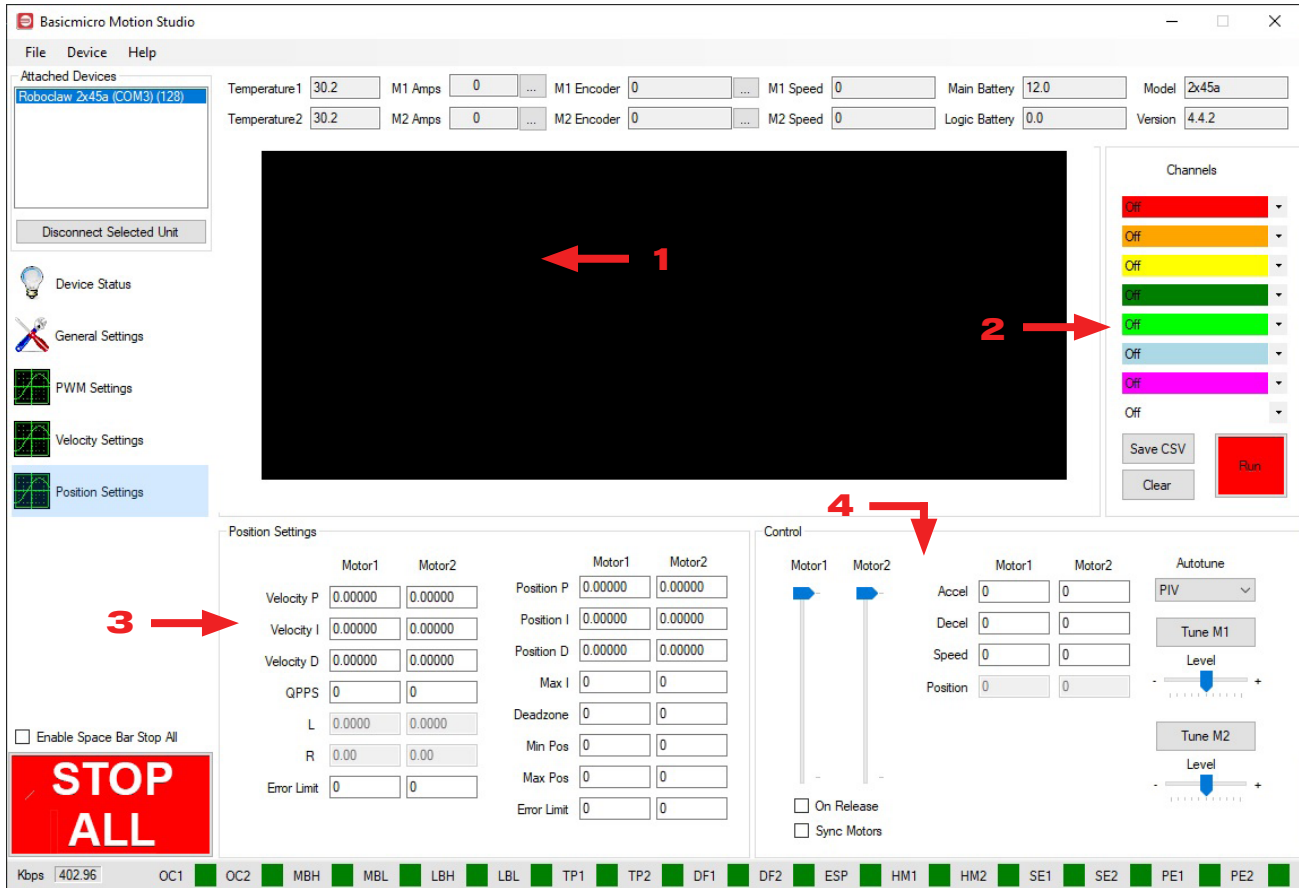 Basicmicro Motion Studio
File Device Help
Attached Devices
Roboclaw 2x45a (COM3) (128)
Disconnect Selected Unit
Temperature1 30.2 M1 Amps 0 ... M1 Encoder 0 ... M1 Speed 0 Main Battery 12.0 Model 2x45a
Temperature2 30.2 M2 Amps 0 ... M2 Encoder 0 ... M2 Speed 0 Logic Battery 0.0 Version 4.4.2
Device Status
General Settings
PWM Settings
Velocity Settings
Position Settings
1
2
Channels
Off
Off
Off
Off
Off
Off
Off
Off
Save CSV
Clear
Run
3
4
Position Settings
Motor1 Motor2
Velocity P 0.00000 0.00000
Velocity I 0.00000 0.00000
Velocity D 0.00000 0.00000
QPPS 0 0
L 0.0000 0.0000
R 0.00 0.00
Error Limit 0 0
Motor1 Motor2
Position P 0.00000 0.00000
Position I 0.00000 0.00000
Position D 0.00000 0.00000
Max I 0 0
Deadzone 0 0
Min Pos 0 0
Max Pos 0 0
Error Limit 0 0
Control
Motor1 Motor2
On Release
Sync Motors
Motor1 Motor2
Accel 0 0
Decel 0 0
Speed 0 0
Position 0 0
Autotune
PIV
Tune M1
Level
- +
Tune M2
Level
- +
Enable Space Bar Stop All
STOP
ALL
Kbps 402.96 OC1 OC2 MBH MBL LBH LBL TP1 TP2 DF1 DF2 ESP HM1 HM2 SE1 SE2 PE1 PE2